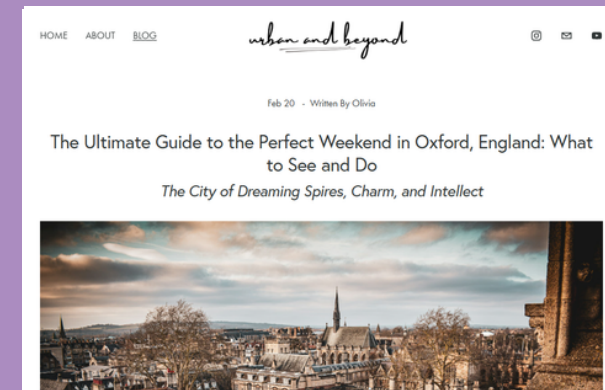 HOME ABOUT BLOG
urban and beyond
Feb 20 - Written By Olivia
The Ultimate Guide to the Perfect Weekend in Oxford, England: What
to See and Do
The City of Dreaming Spires, Charm, and Intellect